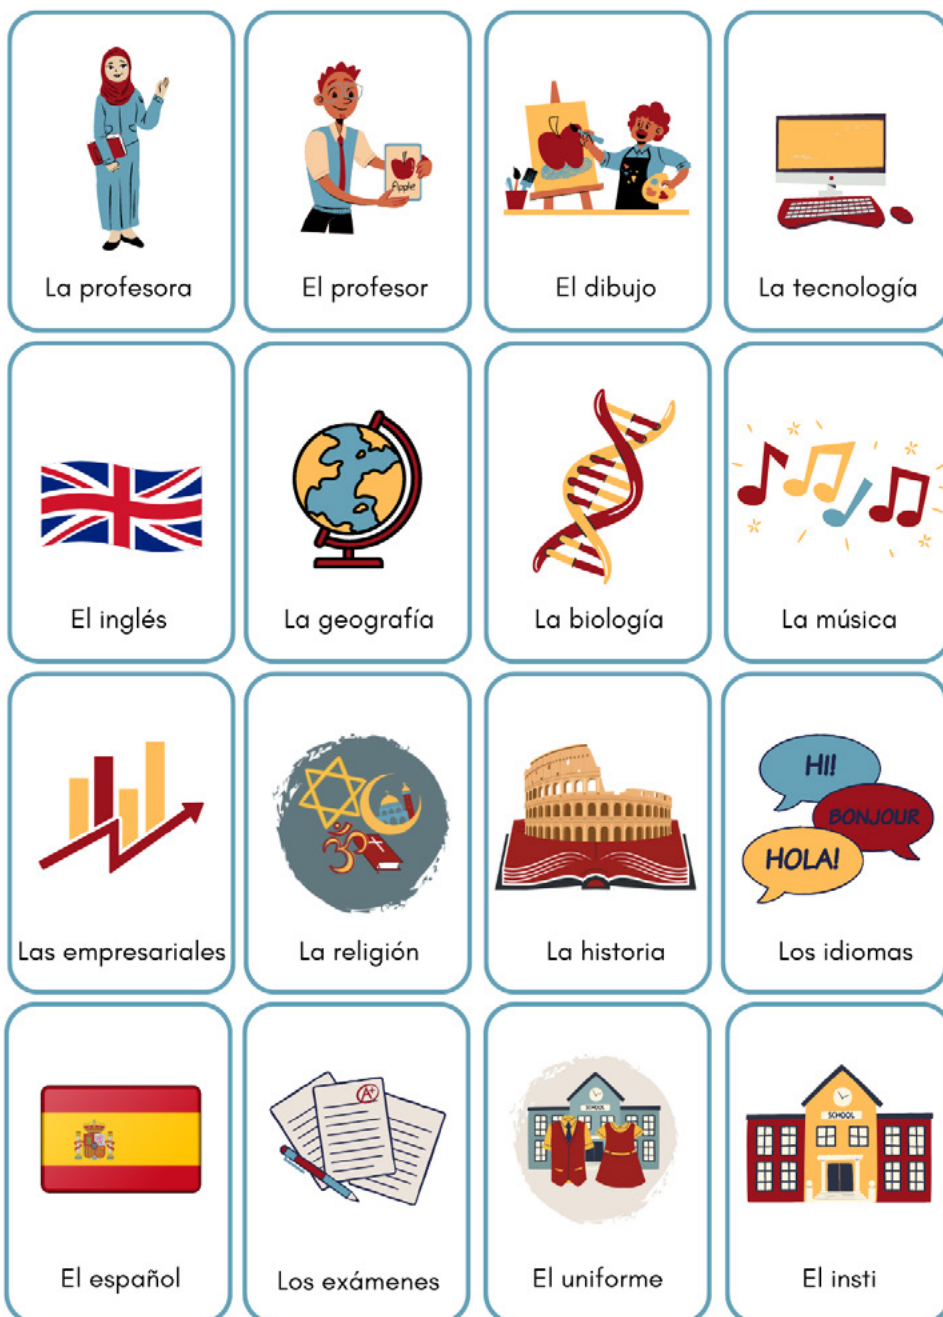 Apple
La profesora
El profesor
El dibujo
La tecnología
El inglés
La geografía
La biología
La música
Las empresariales
La religión
La historia
HI!
BONJOUR
HOLA!
Los idiomas
El español
A+
Los exámenes
SCHOOL
El uniforme
SCHOOL
El insti